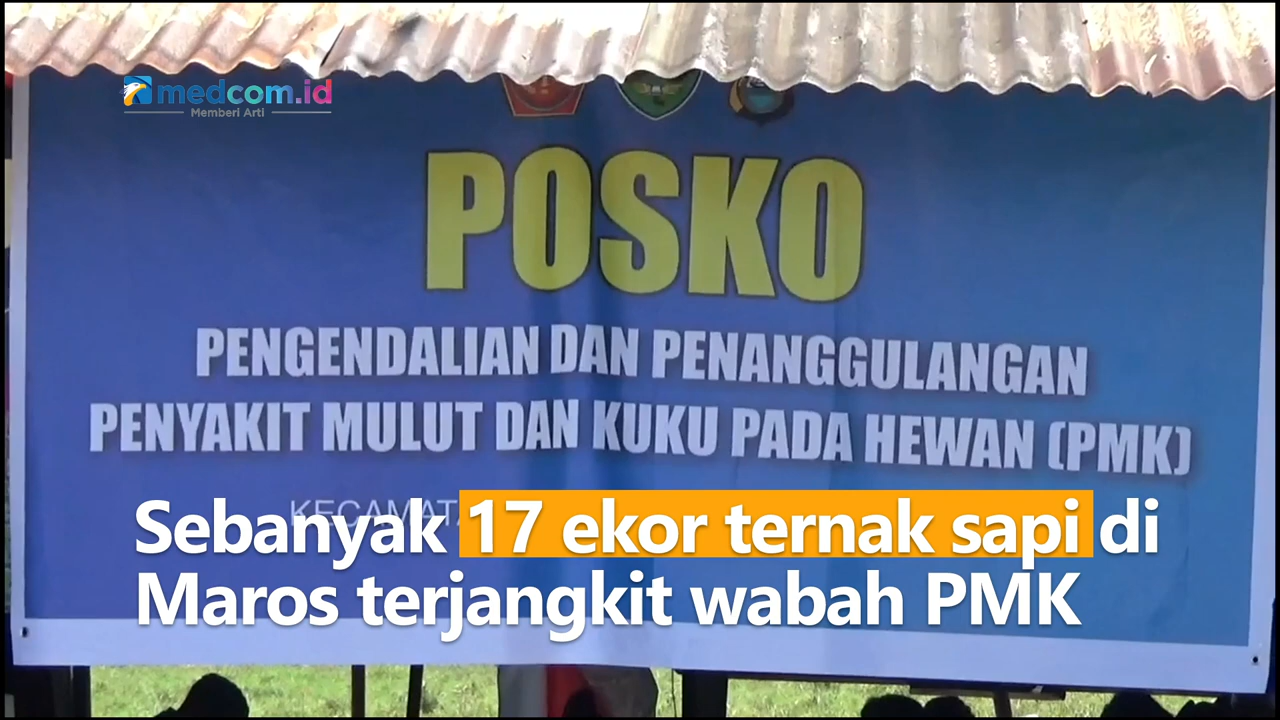 medcom.id
Memberi Arti
POSKO
PENGENDALIAN DAN PENANGGULANGAN
PENYAKIT MULUT DAN KUKU PADA HEWAN (PMK)
Sebanyak 17 ekor ternak sapi di
Maros terjangkit wabah PMK